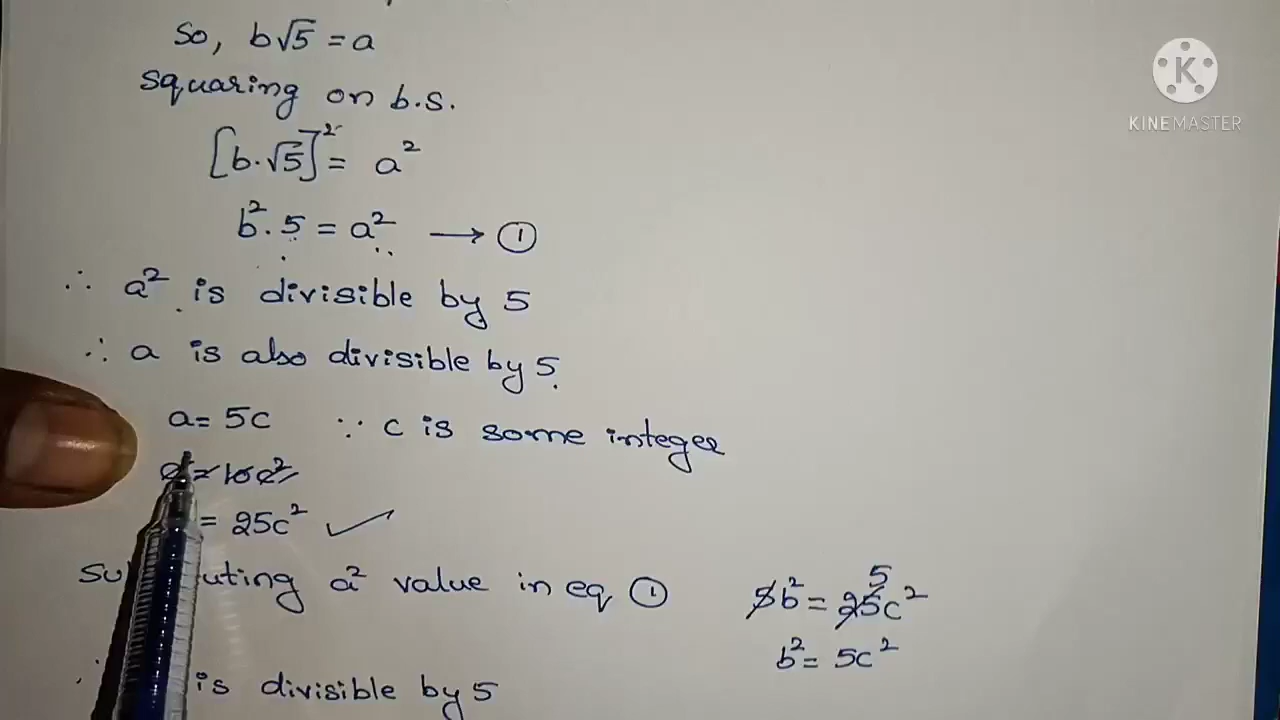 So, b√5 = a
Squaring on b.s.
[b.√5]² = a²
b².5 = a² → ①
∴ a² is divisible by 5
∴ a is also divisible by 5.
a = 5c ∵ c is some integer
= 25c² ✓
a² value in eq ①
5b² = 25c² 5
b² = 5c²
is divisible by 5
K
KINEMASTER